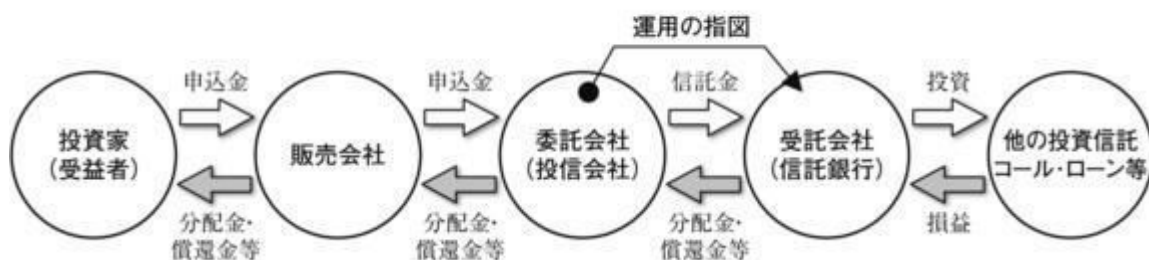 運用の指図
申込金
申込金
信託金
投資
投資家
(受益者)
販売会社
委託会社
(投信会社)
受託会社
(信託銀行)
他の投資信託
コール・ローン等
分配金・
償還金等
分配金・
償還金等
分配金・
償還金等
損益